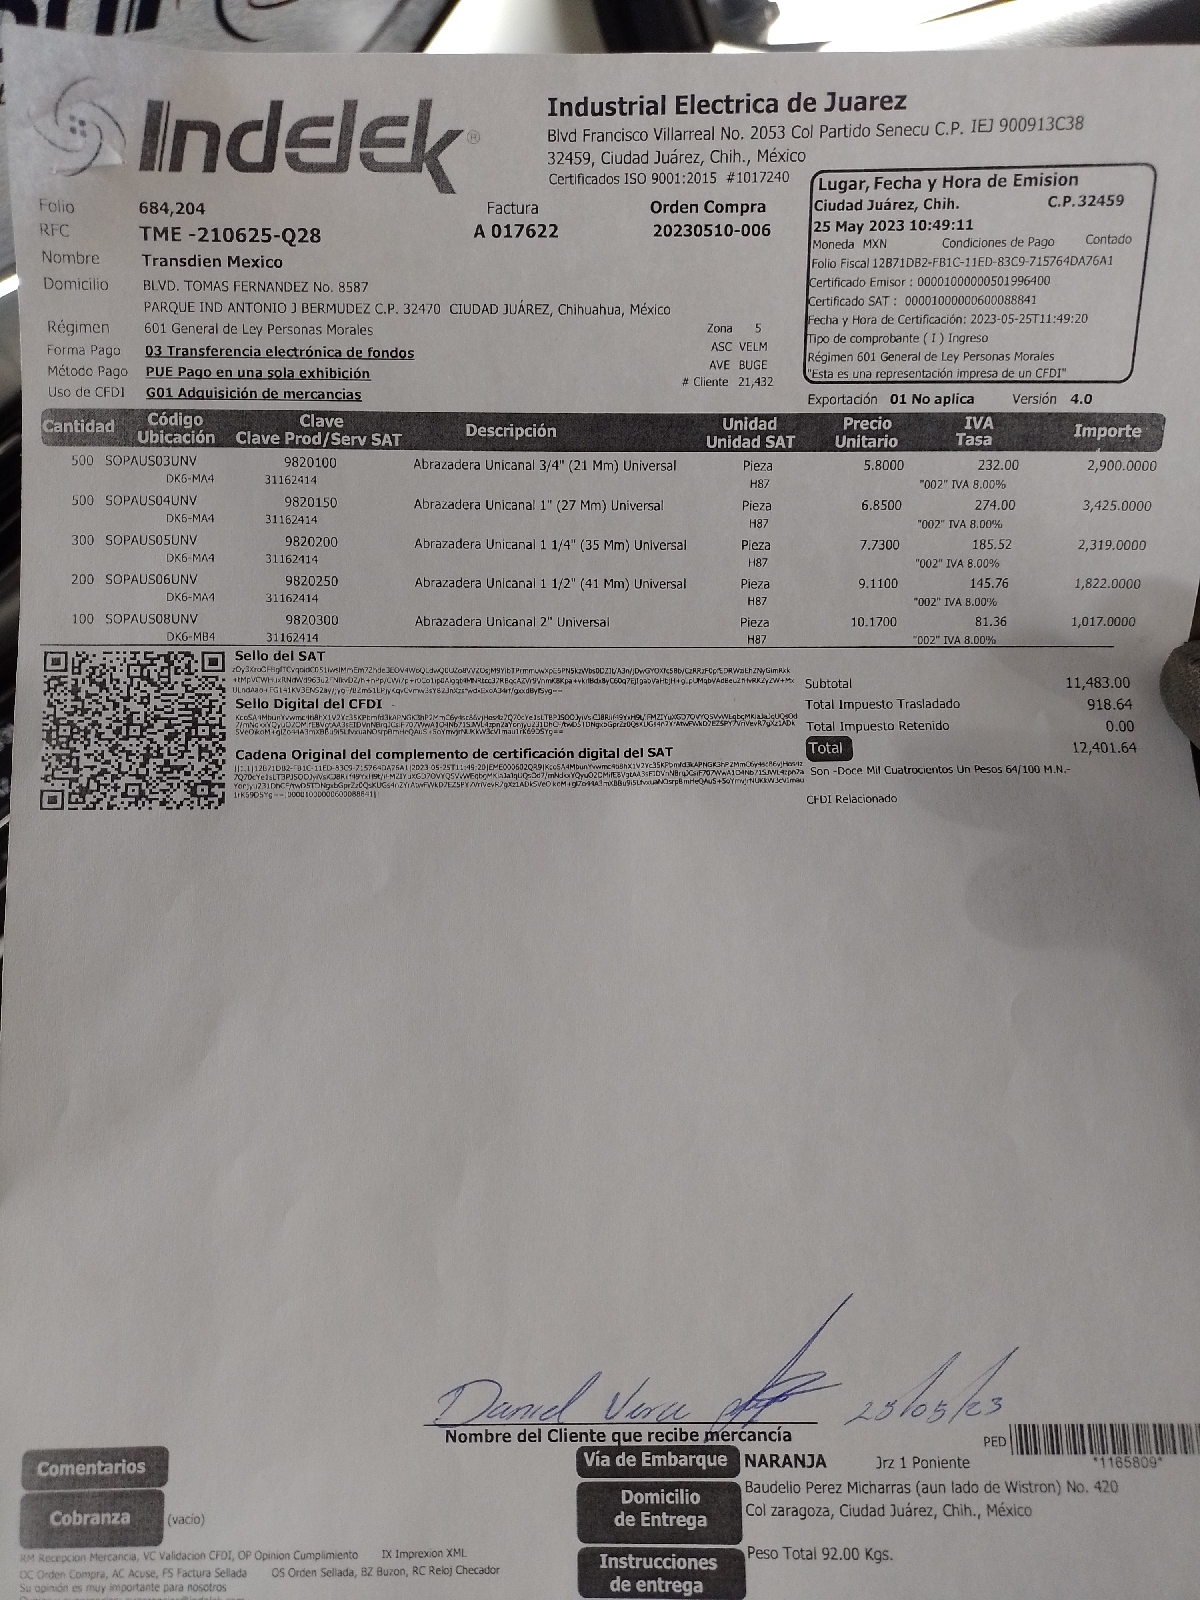 Indelek®
Industrial Electrica de Juarez
Blvd Francisco Villarreal No. 2053 Col Partido Senecu C.P. IEJ 900913C38
32459, Ciudad Juárez, Chih., México
Certificados ISO 9001:2015 #1017240
Lugar, Fecha y Hora de Emision
Ciudad Juárez, Chih. C.P. 32459
25 May 2023 10:49:11
Moneda MXN Condiciones de Pago Contado
Folio Fiscal 12B71DB2-FB1C-11ED-83C9-715764DA76A1
Certificado Emisor : 00001000000501996400
Certificado SAT : 00001000000600088841
Fecha y Hora de Certificación: 2023-05-25T11:49:20
Tipo de comprobante ( I ) Ingreso
Régimen 601 General de Ley Personas Morales
"Esta es una representación impresa de un CFDI"
Exportación 01 No aplica Versión 4.0
Folio 684,204 Factura Orden Compra
RFC TME -210625-Q28 A 017622 20230510-006
Nombre Transdien Mexico
Domicilio BLVD. TOMAS FERNANDEZ No. 8587
PARQUE IND ANTONIO J BERMUDEZ C.P. 32470 CIUDAD JUÁREZ, Chihuahua, México
Régimen 601 General de Ley Personas Morales Zona 5
Forma Pago 03 Transferencia electrónica de fondos ASC VELM
Método Pago PUE Pago en una sola exhibición AVE BUGE
Uso de CFDI G01 Adquisición de mercancias # Cliente 21,432
Cantidad Código Ubicación Clave Clave Prod/Serv SAT Descripción Unidad Unidad SAT Precio Unitario IVA Tasa Importe
500 SOPAUS03UNV 9820100 Abrazadera Unicanal 3/4" (21 Mm) Universal Pieza 5.8000 232.00 2,900.0000
DK6-MA4 31162414 H87 "002" IVA 8.00%
500 SOPAUS04UNV 9820150 Abrazadera Unicanal 1" (27 Mm) Universal Pieza 6.8500 274.00 3,425.0000
DK6-MA4 31162414 H87 "002" IVA 8.00%
300 SOPAUS05UNV 9820200 Abrazadera Unicanal 1 1/4" (35 Mm) Universal Pieza 7.7300 185.52 2,319.0000
DK6-MA4 31162414 H87 "002" IVA 8.00%
200 SOPAUS06UNV 9820250 Abrazadera Unicanal 1 1/2" (41 Mm) Universal Pieza 9.1100 145.76 1,822.0000
DK6-MA4 31162414 H87 "002" IVA 8.00%
100 SOPAUS08UNV 9820300 Abrazadera Unicanal 2" Universal Pieza 10.1700 81.36 1,017.0000
DK6-MB4 31162414 H87 "002" IVA 8.00%
Sello del SAT
Sello Digital del CFDI
Cadena Original del complemento de certificación digital del SAT
Subtotal 11,483.00
Total Impuesto Trasladado 918.64
Total Impuesto Retenido 0.00
Total 12,401.64
Son -Doce Mil Cuatrocientos Un Pesos 64/100 M.N.-
CFDI Relacionado
Daniel Vera 25/05/23
Nombre del Cliente que recibe mercancía
PED *1165809*
Comentarios
Cobranza (vacio)
Vía de Embarque NARANJA Jrz 1 Poniente
Domicilio de Entrega
Baudelio Perez Micharras (aun lado de Wistron) No. 420
Col zaragoza, Ciudad Juárez, Chih., México
Instrucciones de entrega
Peso Total 92.00 Kgs.
RM Recepcion Mercancia, VC Validacion CFDI, OP Opinion Cumplimiento IX Imprexion XML
OC Orden Compra, AC Acuse, FS Factura Sellada OS Orden Sellada, BZ Buzon, RC Reloj Checador
Su opinión es muy importante para nosotros